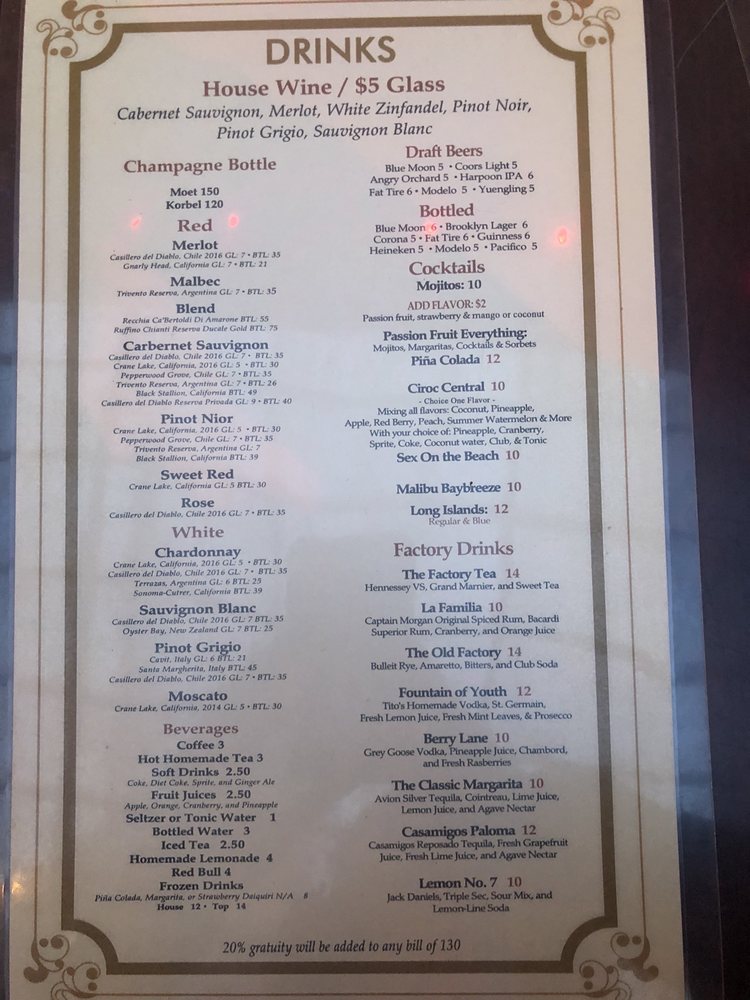 DRINKS
House Wine / $5 Glass
Cabernet Sauvignon, Merlot, White Zinfandel, Pinot Noir,
Pinot Grigio, Sauvignon Blanc
Champagne Bottle
Moet 150
Korbel 120
Red
Merlot
Casillero del Diablo, Chile 2016 GL: 7 • BTL: 35
Gnarly Head, California GL: 7 • BTL: 21
Malbec
Trivento Reserva, Argentina GL: 7 • BTL: 35
Blend
Recchia Ca'Bertoldi Di Amarone BTL: 55
Ruffino Chianti Reserva Ducale Gold BTL: 75
Carbernet Sauvignon
Casillero del Diablo, Chile 2016 GL: 7 • BTL: 35
Crane Lake, California, 2016 GL: 5 • BTL: 30
Pepperwood Grove, Chile GL: 7 • BTL: 35
Trivento Reserva, Argentina GL: 7 • BTL: 26
Black Stallion, California BTL: 49
Casillero del Diablo Reserva Privada GL: 9 • BTL: 40
Pinot Nior
Crane Lake, California, 2016 GL: 5 • BTL: 30
Pepperwood Grove, Chile GL: 7 • BTL: 35
Trivento Reserva, Argentina GL: 7
Black Stallion, California BTL: 39
Sweet Red
Crane Lake, California GL: 5 BTL: 30
Rose
Casillero del Diablo, Chile 2016 GL: 7 • BTL: 35
White
Chardonnay
Crane Lake, California, 2016 GL: 5 • BTL: 30
Casillero del Diablo, Chile 2016 GL: 7 • BTL: 35
Terrazas, Argentina GL: 6 BTL: 25
Sonoma-Cutrer, California BTL: 39
Sauvignon Blanc
Casillero del Diablo, Chile 2016 GL: 7 BTL: 35
Oyster Bay, New Zealand GL: 7 BTL: 25
Pinot Grigio
Cavit, Italy GL: 6 BTL: 21
Santa Margherita, Italy BTL: 45
Casillero del Diablo, Chile 2016 GL: 7 • BTL: 35
Moscato
Crane Lake, California, 2014 GL: 5 • BTL: 30
Beverages
Coffee 3
Hot Homemade Tea 3
Soft Drinks 2.50
Coke, Diet Coke, Sprite, and Ginger Ale
Fruit Juices 2.50
Apple, Orange, Cranberry, and Pineapple
Seltzer or Tonic Water 1
Bottled Water 3
Iced Tea 2.50
Homemade Lemonade 4
Red Bull 4
Frozen Drinks
Piña Colada, Margarita, or Strawberry Daiquiri N/A 8
House 12 • Top 14
Draft Beers
Blue Moon 5 • Coors Light 5
Angry Orchard 5 • Harpoon IPA 6
Fat Tire 6 • Modelo 5 • Yuengling 5
Bottled
Blue Moon 6 • Brooklyn Lager 6
Corona 5 • Fat Tire 6 • Guinness 6
Heineken 5 • Modelo 5 • Pacifico 5
Cocktails
Mojitos: 10
ADD FLAVOR: $2
Passion fruit, strawberry & mango or coconut
Passion Fruit Everything:
Mojitos, Margaritas, Cocktails & Sorbets
Piña Colada 12
Ciroc Central 10
- Choice One Flavor -
Mixing all flavors: Coconut, Pineapple,
Apple, Red Berry, Peach, Summer Watermelon & More
With your choice of: Pineapple, Cranberry,
Sprite, Coke, Coconut water, Club, & Tonic
Sex On the Beach 10
Malibu Baybreeze 10
Long Islands: 12
Regular & Blue
Factory Drinks
The Factory Tea 14
Hennessey VS, Grand Marnier, and Sweet Tea
La Familia 10
Captain Morgan Original Spiced Rum, Bacardi
Superior Rum, Cranberry, and Orange Juice
The Old Factory 14
Bulleit Rye, Amaretto, Bitters, and Club Soda
Fountain of Youth 12
Tito's Homemade Vodka, St. Germain,
Fresh Lemon Juice, Fresh Mint Leaves, & Prosecco
Berry Lane 10
Grey Goose Vodka, Pineapple Juice, Chambord,
and Fresh Rasberries
The Classic Margarita 10
Avion Silver Tequila, Cointreau, Lime Juice,
Lemon Juice, and Agave Nectar
Casamigos Paloma 12
Casamigos Reposado Tequila, Fresh Grapefruit
Juice, Fresh Lime Juice, and Agave Nectar
Lemon No. 7 10
Jack Daniels, Triple Sec, Sour Mix, and
Lemon-Line Soda
20% gratuity will be added to any bill of 130